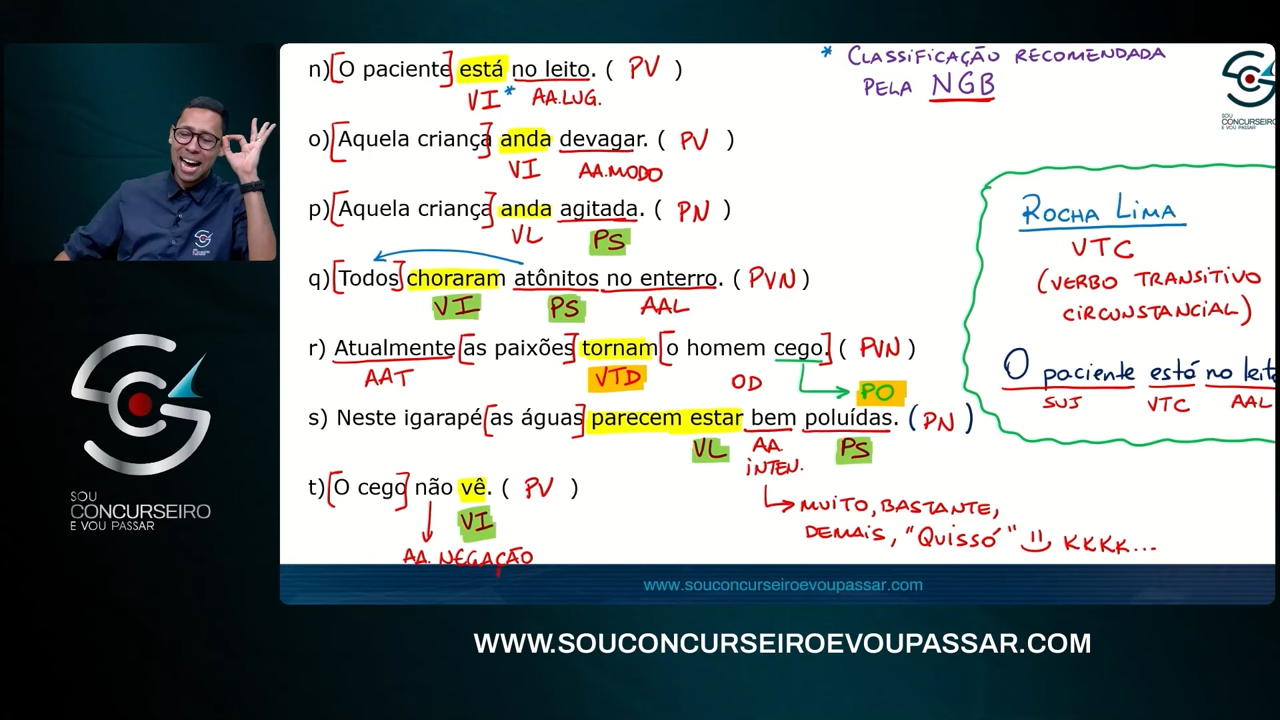 n) [O paciente] está no leito. ( PV )
VI * AA.LUG.
* CLASSIFICAÇÃO RECOMENDADA
PELA NGB
SOU
CONCURSEIRO
E VOU PASSAR
o) [Aquela criança] anda devagar. ( PV )
VI AA.MODO
p) [Aquela criança] anda agitada. ( PN )
VL PS
q) [Todos] choraram atônitos no enterro. ( PVN )
VI PS AAL
r) Atualmente [as paixões] tornam [o homem cego.] ( PVN )
AAT VTD OD PO
s) Neste igarapé [as águas] parecem estar bem poluídas. ( PN )
VL AA. INTEN. PS
MUITO, BASTANTE,
DEMAIS, "QUISSÓ" KKKK...
t) [O cego] não vê. ( PV )
VI
AA. NEGAÇÃO
ROCHA LIMA
VTC
(VERBO TRANSITIVO
CIRCUNSTANCIAL)
O paciente está no leit
SUJ VTC AAL
SOU
CONCURSEIRO
E VOU PASSAR
www.souconcurseiroevoupassar.com
WWW.SOUCONCURSEIROEVOUPASSAR.COM